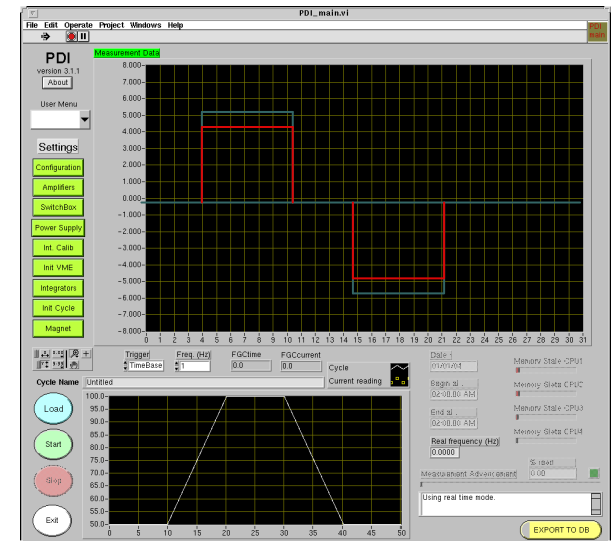 PDI_main.vi
File Edit Operate Project Windows Help
PDI
main
PDI
version 3.1.1
About
User Menu
Settings
Configuration
Amplifiers
SwitchBox
Power Supply
Int. Calib
Init VME
Integrators
Init Cycle
Magnet
Measurement Data
8.000
7.000
6.000
5.000
4.000
3.000
2.000
1.000
0.000
-1.000
-2.000
-3.000
-4.000
-5.000
-6.000
-7.000
-8.000
0 1 2 3 4 5 6 7 8 9 10 11 12 13 14 15 16 17 18 19 20 21 22 23 24 25 26 27 28 29 30 31
Trigger
TimeBase
Freq. (Hz)
1
FGCtime
0.0
FGCcurrent
0.0
Cycle
Current reading
Cycle Name Untitled
Load
Start
Stop
Exit
100.0
95.0
90.0
85.0
80.0
75.0
70.0
65.0
60.0
55.0
50.0
0 5 10 15 20 25 30 35 40 45 50
Date
01/01/04
Begin at
02:00:00 AM
End at
02:00:00 AM
Real frequency (Hz)
0.0000
Memory State CPU1
Memory State
Memory State CPU3
Memory State CPU4
% read
Measurement Advancement 0.00
Using real time mode.
EXPORT TO DB